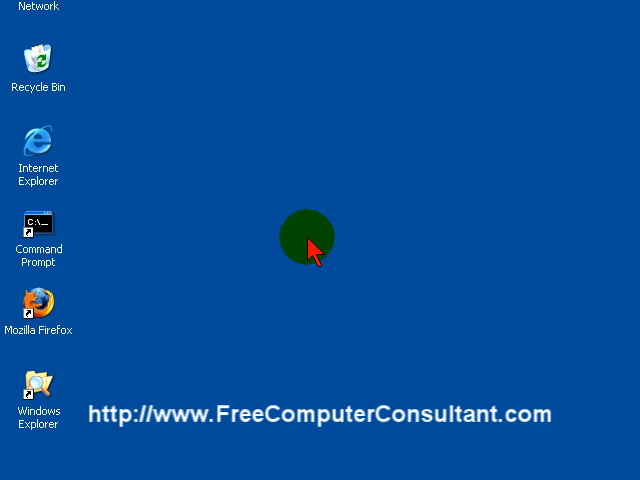 Network
Recycle Bin
Internet
Explorer
C:\_
Command
Prompt
Mozilla Firefox
Windows
Explorer
http://www.FreeComputerConsultant.com